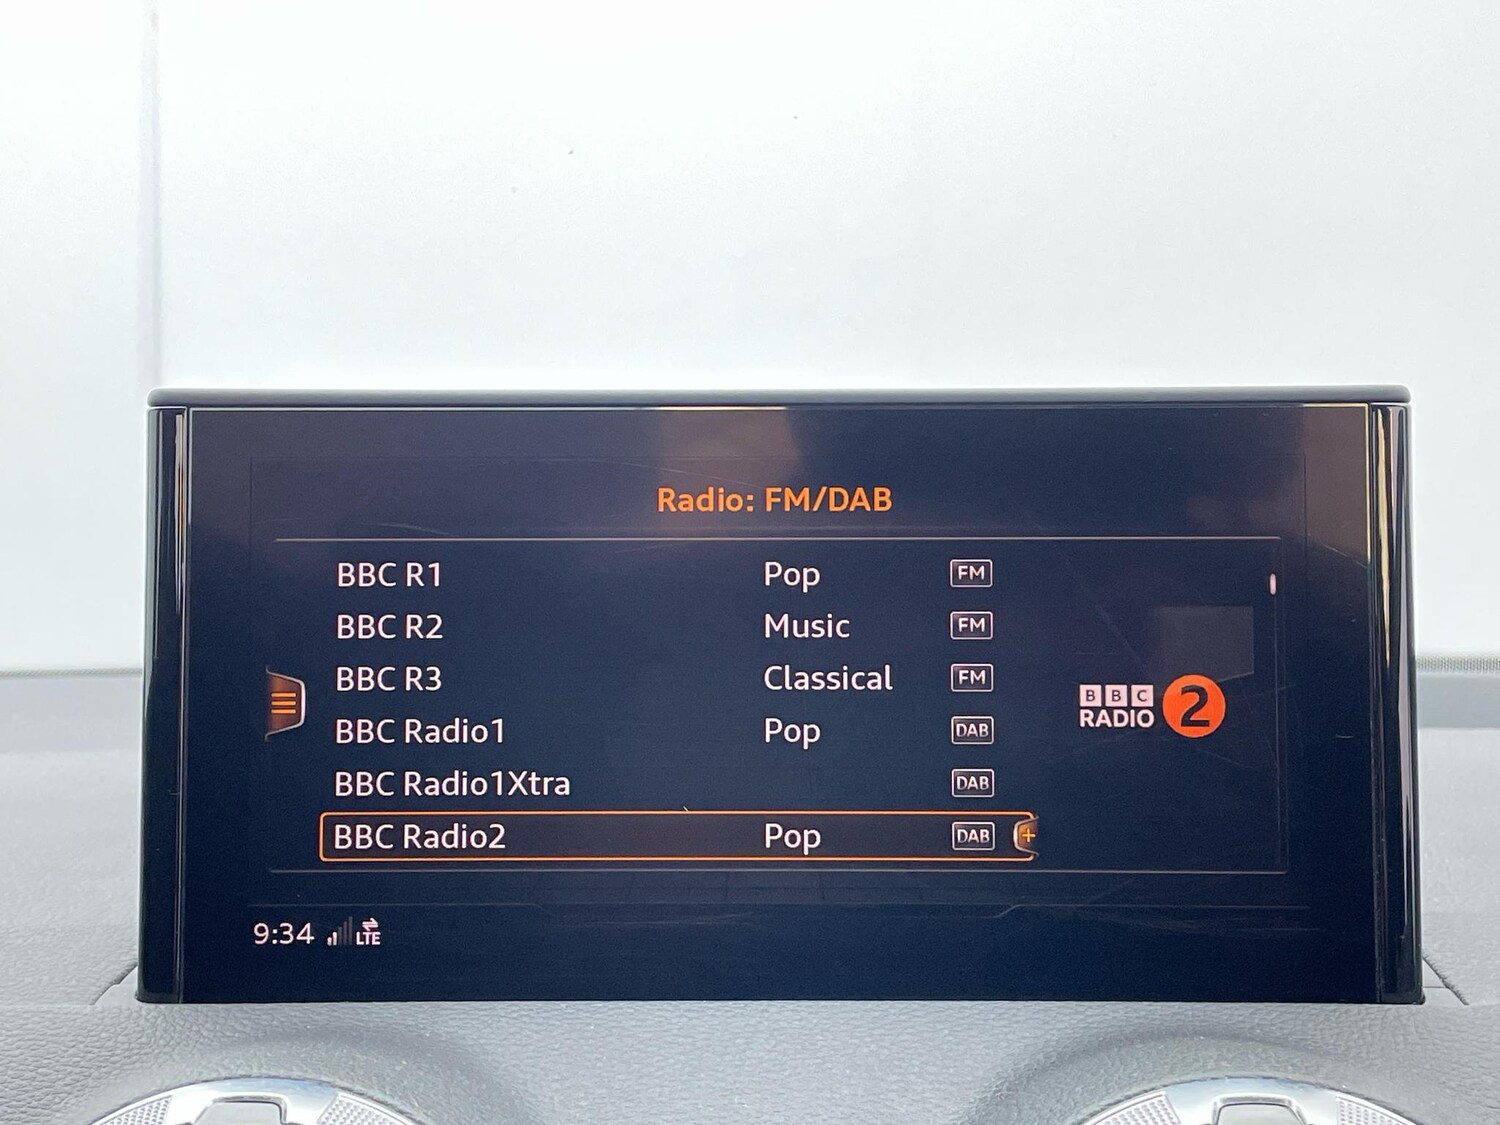 Radio: FM/DAB
BBC R1 Pop FM
BBC R2 Music FM
BBC R3 Classical FM
BBC Radio1 Pop DAB
BBC Radio1Xtra DAB
BBC Radio2 Pop DAB +
BBC
RADIO 2
9:34 LTE